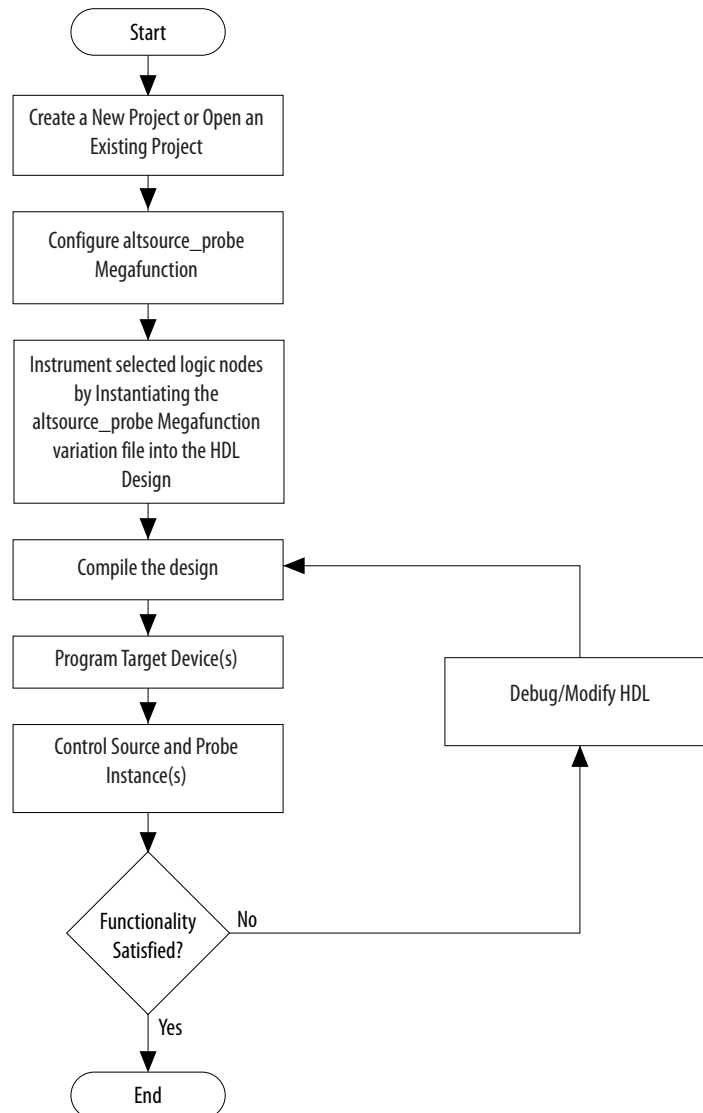 Start
Create a New Project or Open an
Existing Project
Configure altsource_probe
Megafunction
Instrument selected logic nodes
by Instantiating the
altsource_probe Megafunction
variation file into the HDL
Design
Compile the design
Program Target Device(s)
Debug/Modify HDL
Control Source and Probe
Instance(s)
Functionality
Satisfied?
No
Yes
End